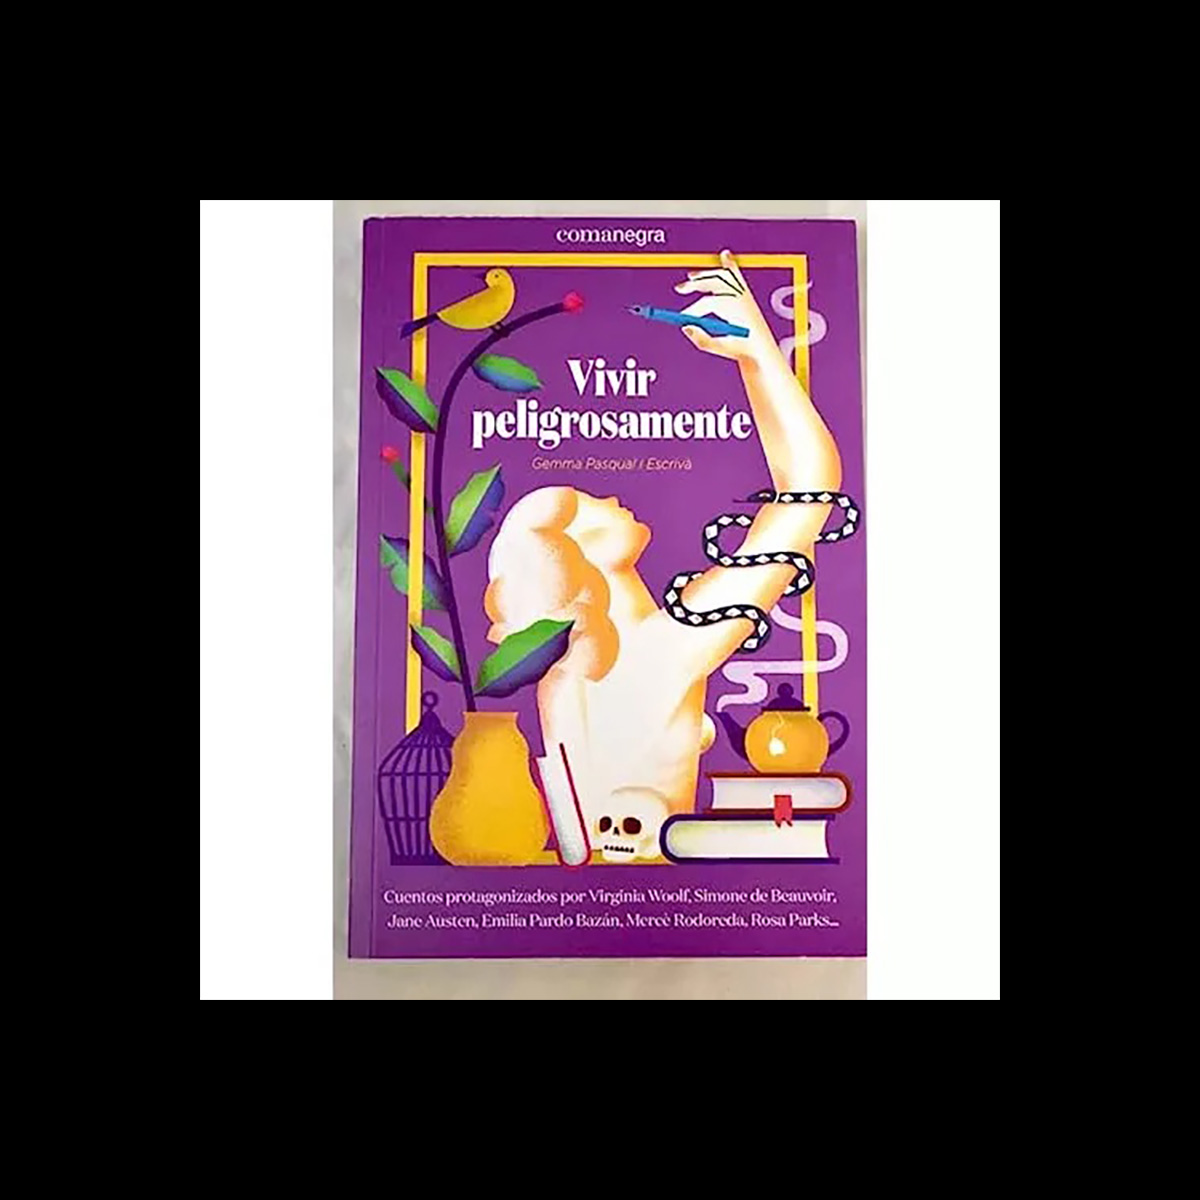 comanegra
Vivir
peligrosamente
Gemma Pasqual i Escrivà
Cuentos protagonizados por Virginia Woolf, Simone de Beauvoir,
Jane Austen, Emilia Pardo Bazán, Mercè Rodoreda, Rosa Parks...